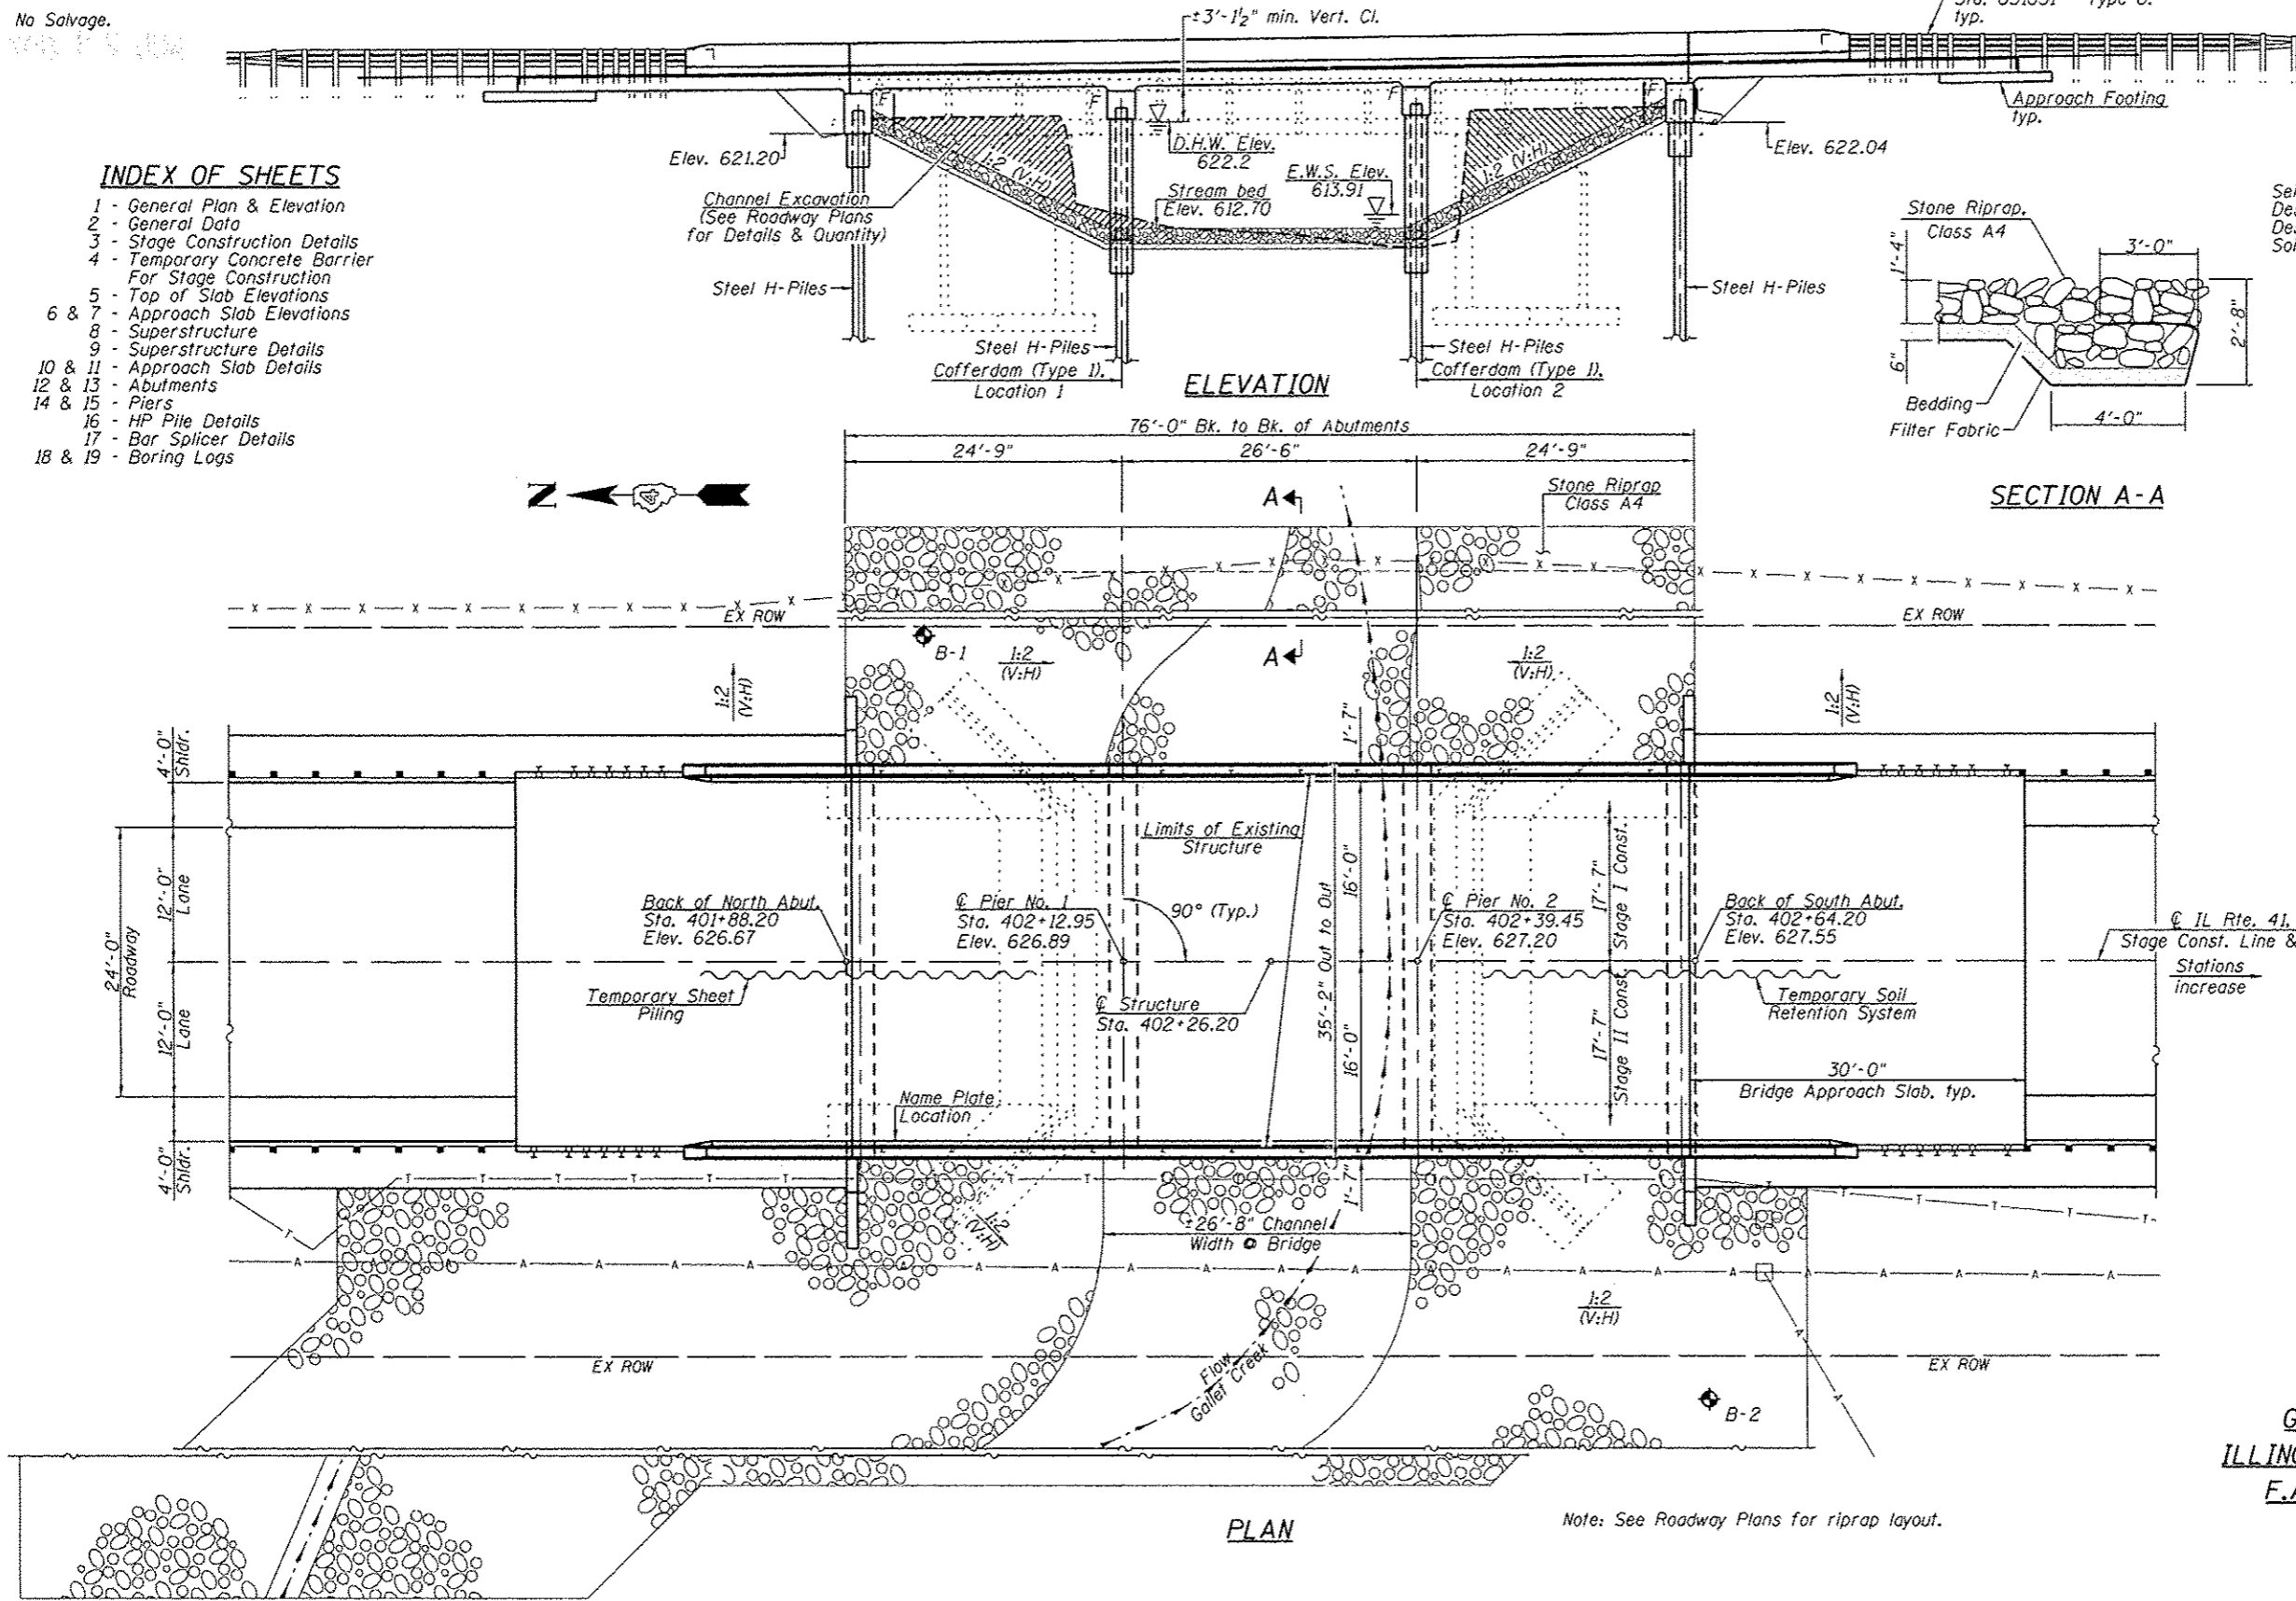 No Salvage.
±3'-1½" min. Vert. Cl.
typ.
Approach Footing
typ.
Elev. 621.20
D.H.W. Elev.
622.2
Elev. 622.04
F
F
F
F
1:2 (V:H)
1:2 (V:H)
E.W.S. Elev.
613.91
Stream bed
Elev. 612.70
Channel Excavation
(See Roadway Plans
for Details & Quantity)
Steel H-Piles
Steel H-Piles
Steel H-Piles
Steel H-Piles
Cofferdam (Type 1),
Location 1
Cofferdam (Type 1),
Location 2
ELEVATION
INDEX OF SHEETS
1 - General Plan & Elevation
2 - General Data
3 - Stage Construction Details
4 - Temporary Concrete Barrier
For Stage Construction
5 - Top of Slab Elevations
6 & 7 - Approach Slab Elevations
8 - Superstructure
9 - Superstructure Details
10 & 11 - Approach Slab Details
12 & 13 - Abutments
14 & 15 - Piers
16 - HP Pile Details
17 - Bar Splicer Details
18 & 19 - Boring Logs
Stone Riprap,
Class A4
3'-0"
1'-4"
2'-8"
6"
Bedding
Filter Fabric
4'-0"
SECTION A-A
76'-0" Bk. to Bk. of Abutments
24'-9"
26'-6"
24'-9"
N
A
A
Stone Riprap
Class A4
EX ROW
EX ROW
B-1
1:2
(V:H)
1:2
(V:H)
1:2
(V:H)
1:2
(V:H)
1'-7"
4'-0"
Shldr.
12'-0"
Lane
24'-0"
Roadway
12'-0"
Lane
4'-0"
Shldr.
Limits of Existing
Structure
16'-0"
35'-2" Out to Out
16'-0"
17'-7"
Stage I Const.
17'-7"
Stage II Const.
Back of North Abut.
Sta. 401+88.20
Elev. 626.67
℄ Pier No. 1
Sta. 402+12.95
Elev. 626.89
90° (Typ.)
℄ Pier No. 2
Sta. 402+39.45
Elev. 627.20
Back of South Abut.
Sta. 402+64.20
Elev. 627.55
℄ IL Rte. 41,
Stage Const. Line &
Stations
increase
Temporary Sheet
Piling
℄ Structure
Sta. 402+26.20
Temporary Soil
Retention System
30'-0"
Bridge Approach Slab, typ.
Name Plate
Location
1'-7"
1:2
(V:H)
±26'-8" Channel
Width @ Bridge
1:2
(V:H)
EX ROW
EX ROW
Flow
Gallet Creek
B-2
PLAN
Note: See Roadway Plans for riprap layout.